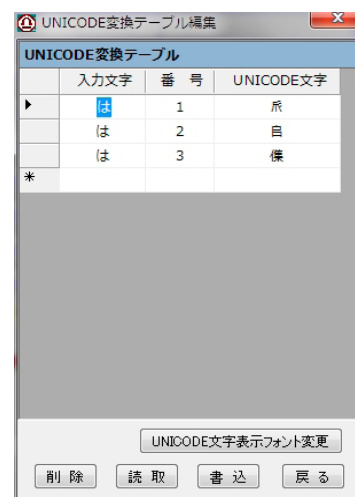 UNICODE変換テーブル編集
UNICODE変換テーブル
入力文字 番 号 UNICODE文字
は 1
は 2
は 3
*
UNICODE文字表示フォント変更
削 除 読 取 書 込 戻 る